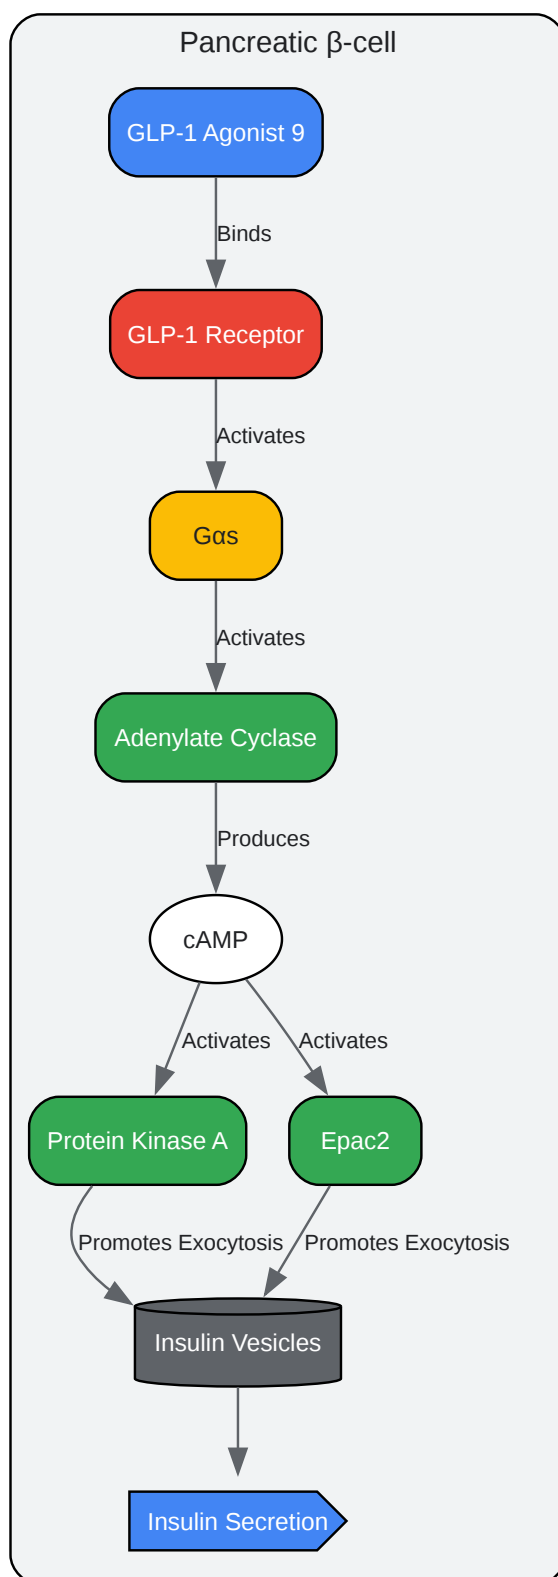 Pancreatic β-cell
GLP-1 Agonist 9
Binds
GLP-1 Receptor
Activates
Gαs
Activates
Adenylate Cyclase
Produces
cAMP
Activates
Activates
Protein Kinase A
Epac2
Promotes Exocytosis
Promotes Exocytosis
Insulin Vesicles
Insulin Secretion